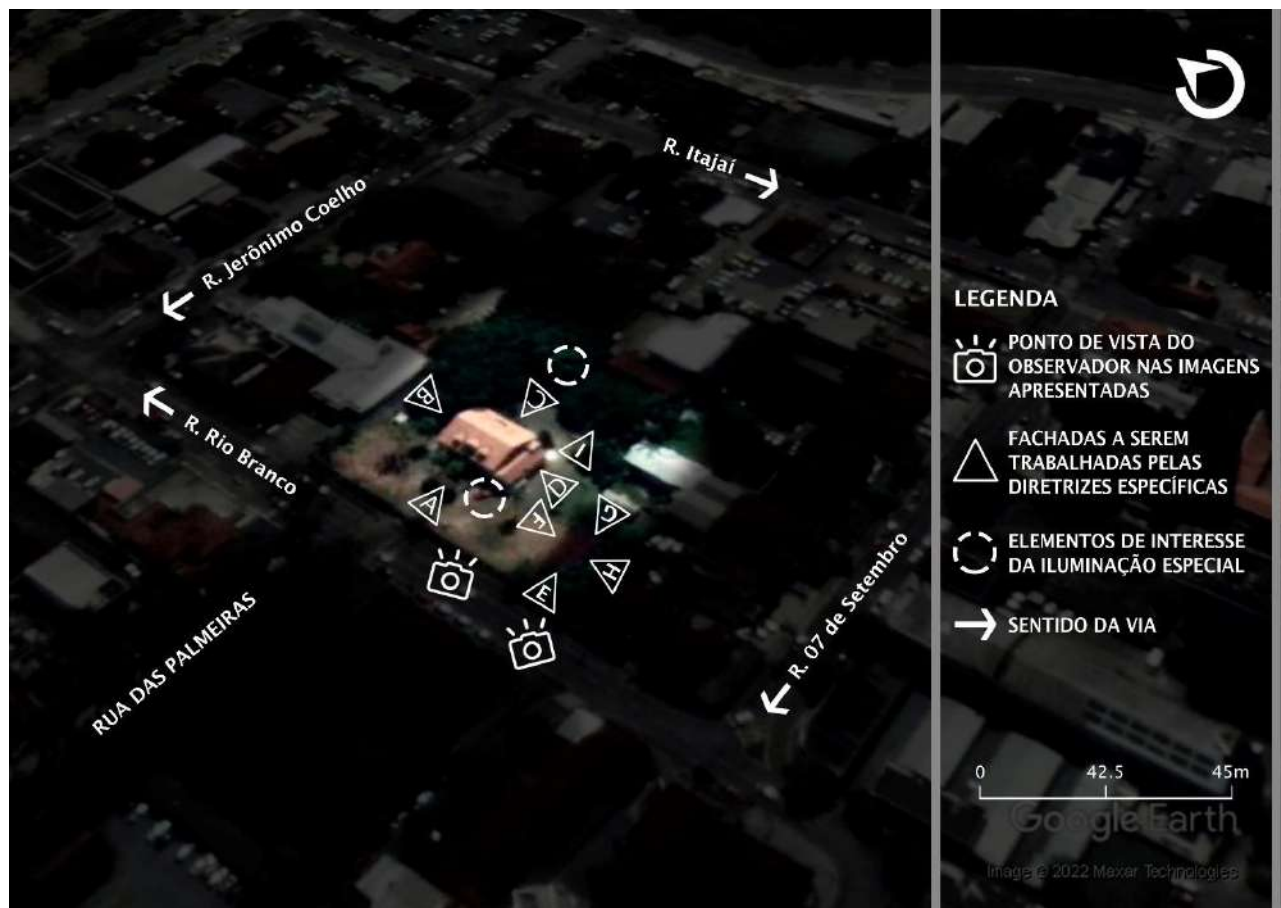 R. Itajaí
R. Jerônimo Coelho
R. Rio Branco
B
C
I
D
A
F
G
H
E
R. 07 de Setembro
RUA DAS PALMEIRAS
LEGENDA
PONTO DE VISTA DO
OBSERVADOR NAS IMAGENS
APRESENTADAS
FACHADAS A SEREM
TRABALHADAS PELAS
DIRETRIZES ESPECÍFICAS
ELEMENTOS DE INTERESSE
DA ILUMINAÇÃO ESPECIAL
SENTIDO DA VIA
0 42.5 45m
Google Earth
Image © 2022 Maxar Technologies